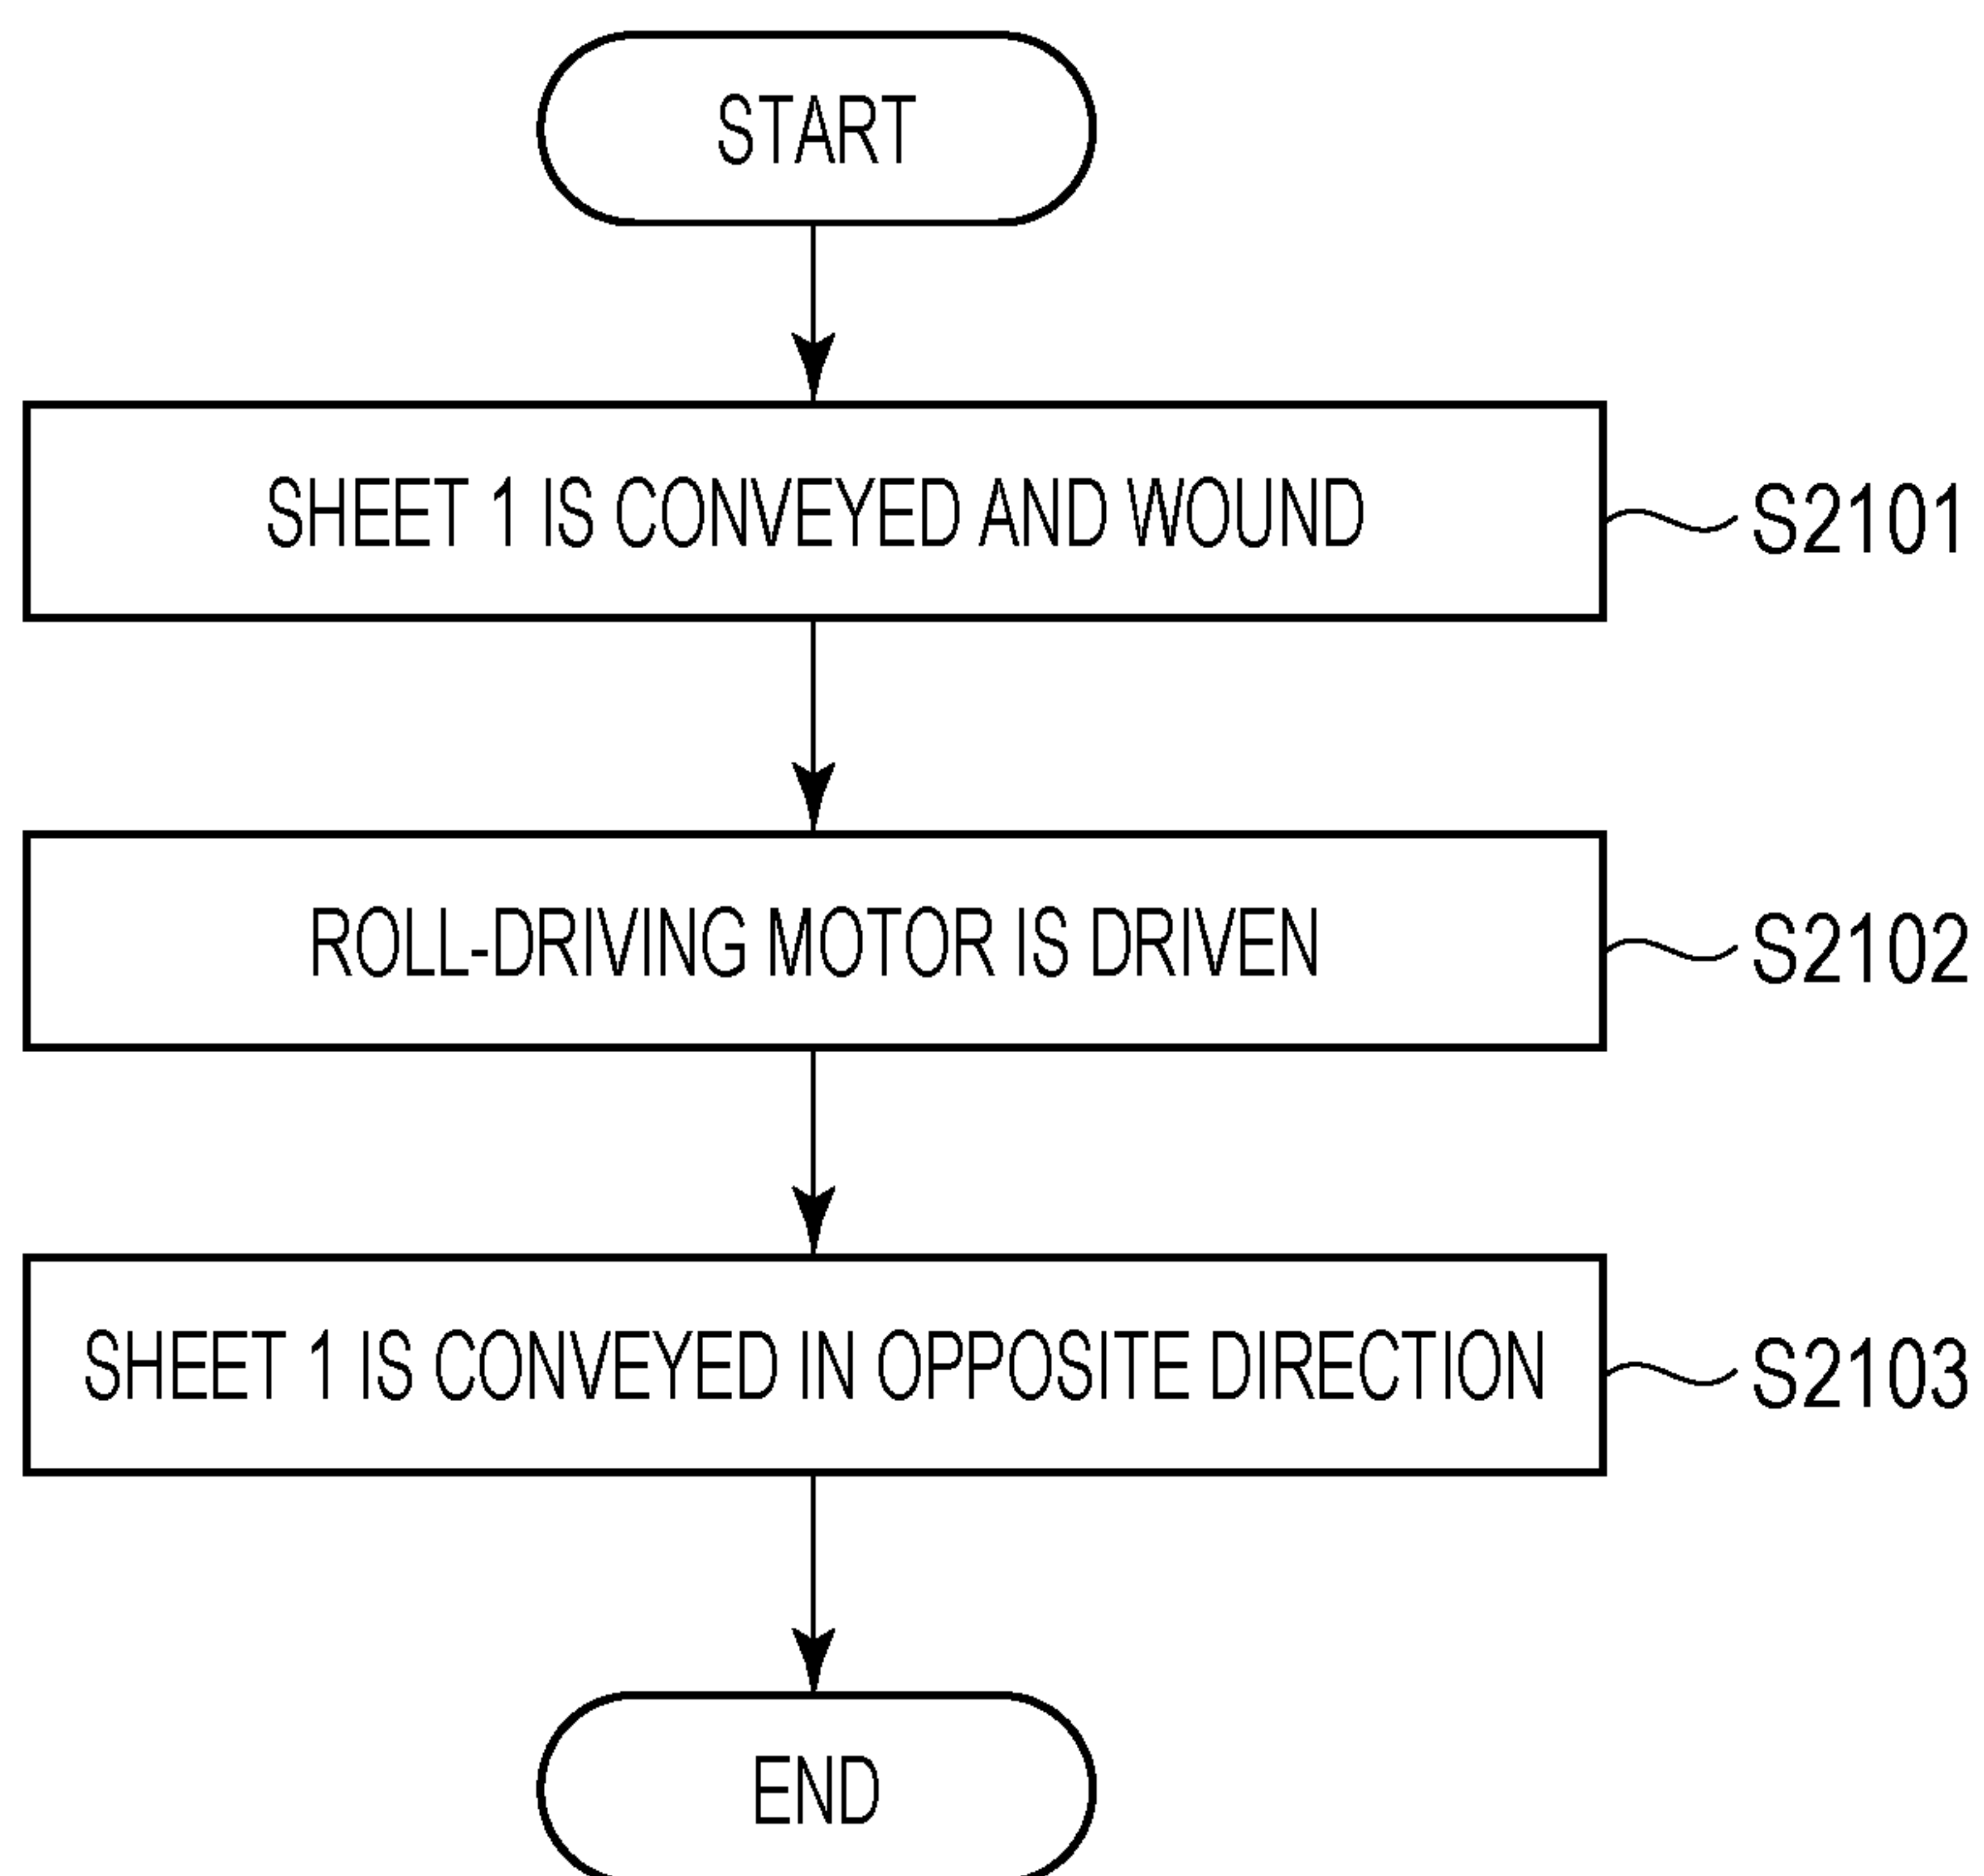 START
SHEET 1 IS CONVEYED AND WOUND
S2101
ROLL-DRIVING MOTOR IS DRIVEN
S2102
SHEET 1 IS CONVEYED IN OPPOSITE DIRECTION
S2103
END